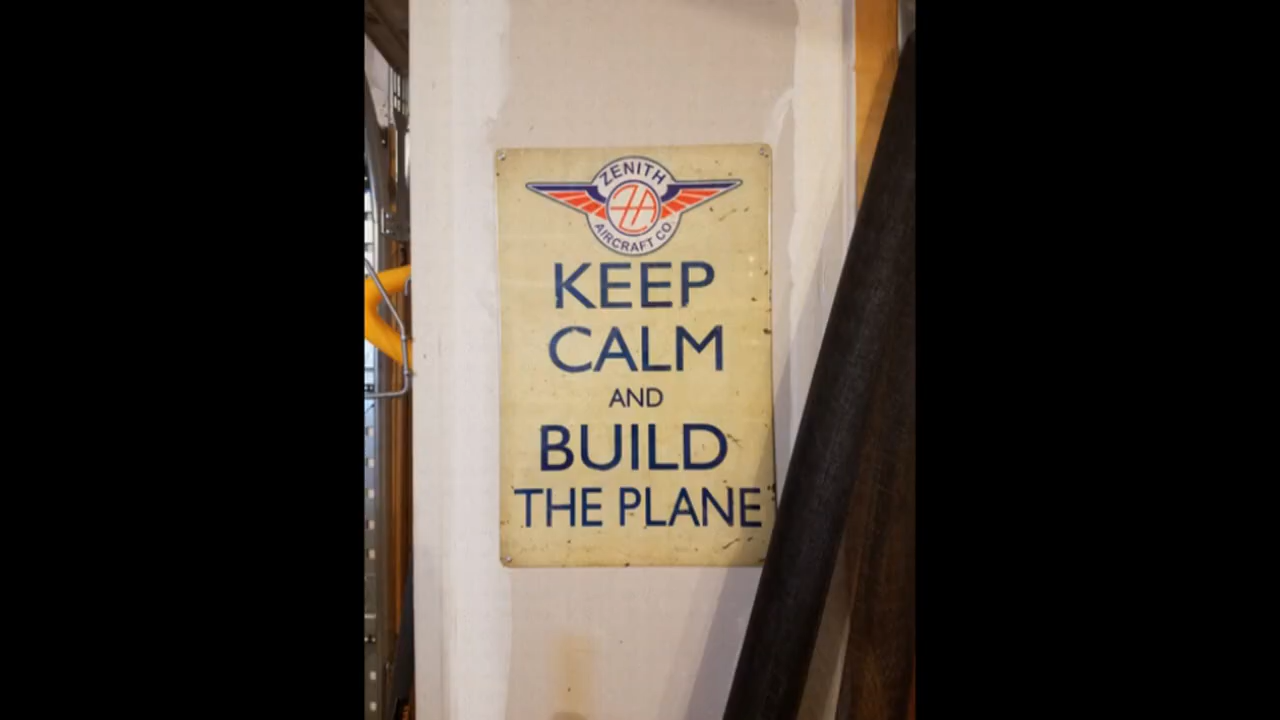 ZENITH
ZA
AIRCRAFT CO.
KEEP
CALM
AND
BUILD
THE PLANE